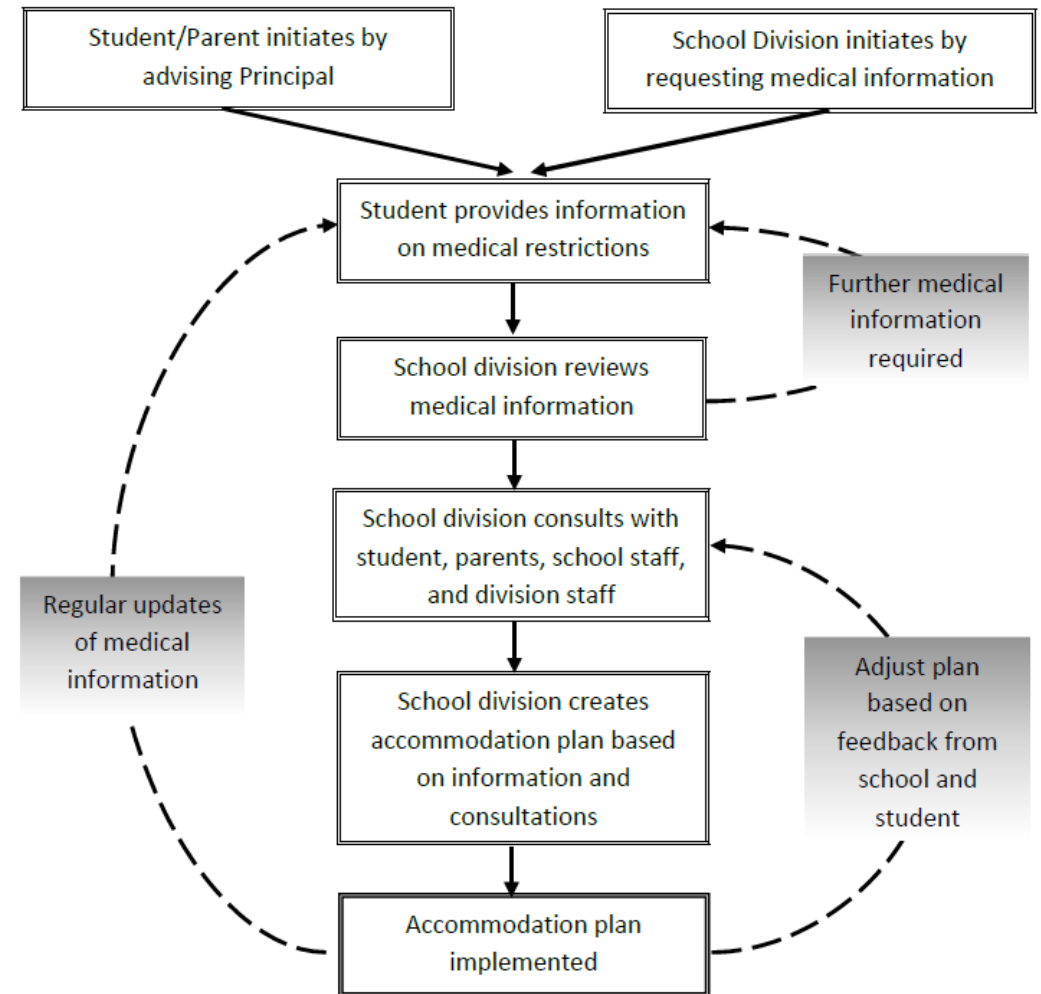 Student/Parent initiates by
advising Principal
School Division initiates by
requesting medical information
Student provides information
on medical restrictions
Further medical
information
required
School division reviews
medical information
School division consults with
student, parents, school staff,
and division staff
Regular updates
of medical
information
Adjust plan
based on
feedback from
school and
student
School division creates
accommodation plan based
on information and
consultations
Accommodation plan
implemented